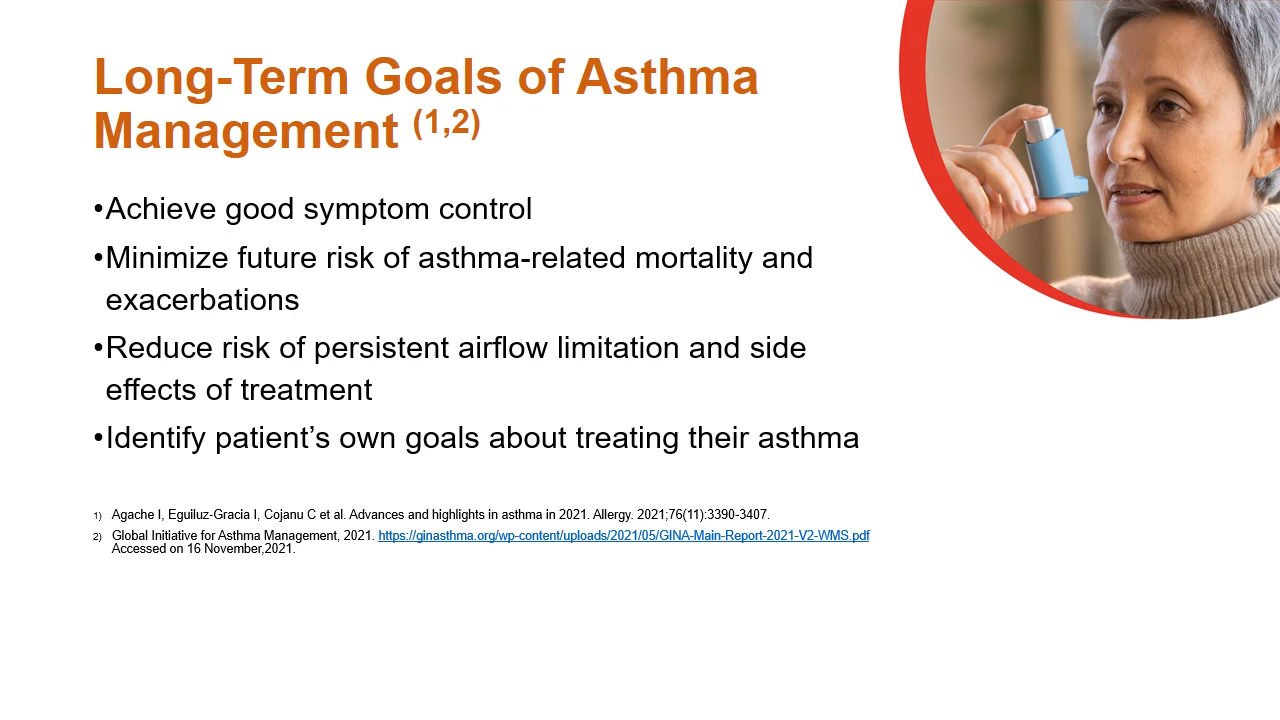 Long-Term Goals of Asthma
Management (1,2)
•Achieve good symptom control
•Minimize future risk of asthma-related mortality and
exacerbations
•Reduce risk of persistent airflow limitation and side
effects of treatment
•Identify patient’s own goals about treating their asthma
1) Agache I, Eguiluz-Gracia I, Cojanu C et al. Advances and highlights in asthma in 2021. Allergy. 2021;76(11):3390-3407.
2) Global Initiative for Asthma Management, 2021. https://ginasthma.org/wp-content/uploads/2021/05/GINA-Main-Report-2021-V2-WMS.pdf
Accessed on 16 November,2021.